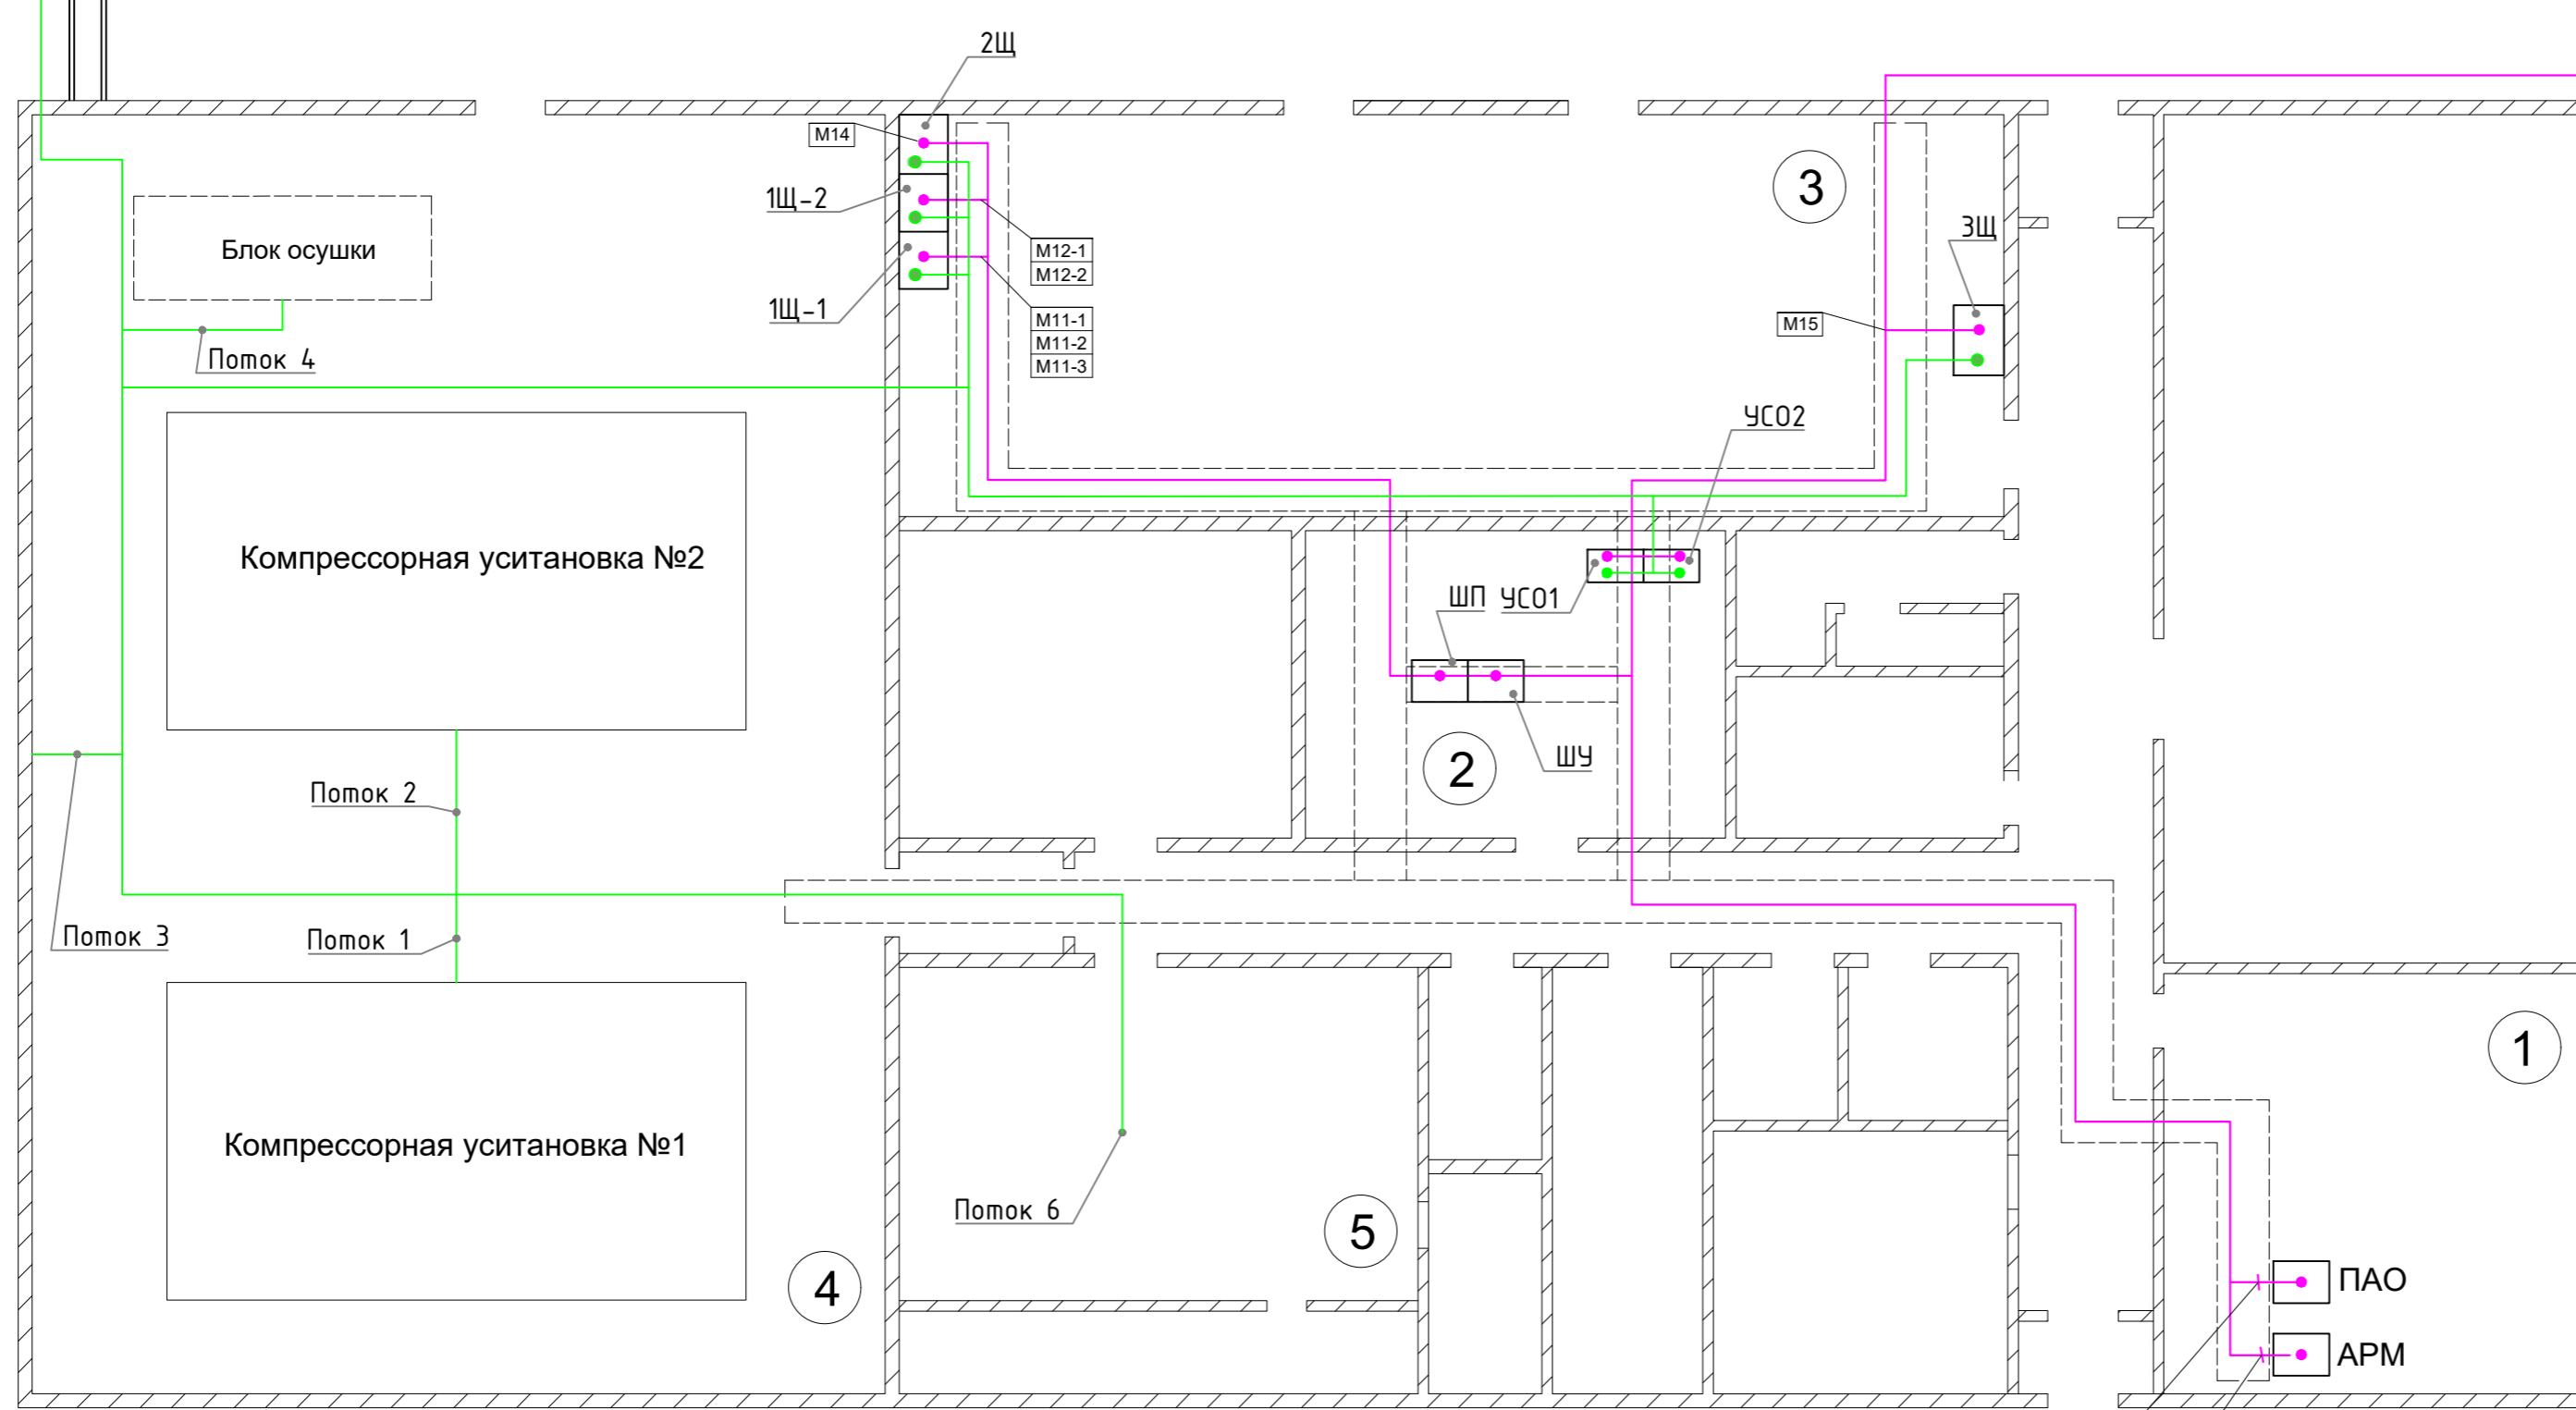 2Щ
М14
3
1Щ-2
3Щ
Блок осушки
М12-1
М12-2
1Щ-1
М11-1
М11-2
М11-3
М15
Поток 4
УСО2
Компрессорная уситановка №2
ШП
УСО1
ШУ
2
Поток 2
Поток 3
Поток 1
1
Компрессорная уситановка №1
Поток 6
5
4
ПАО
АРМ